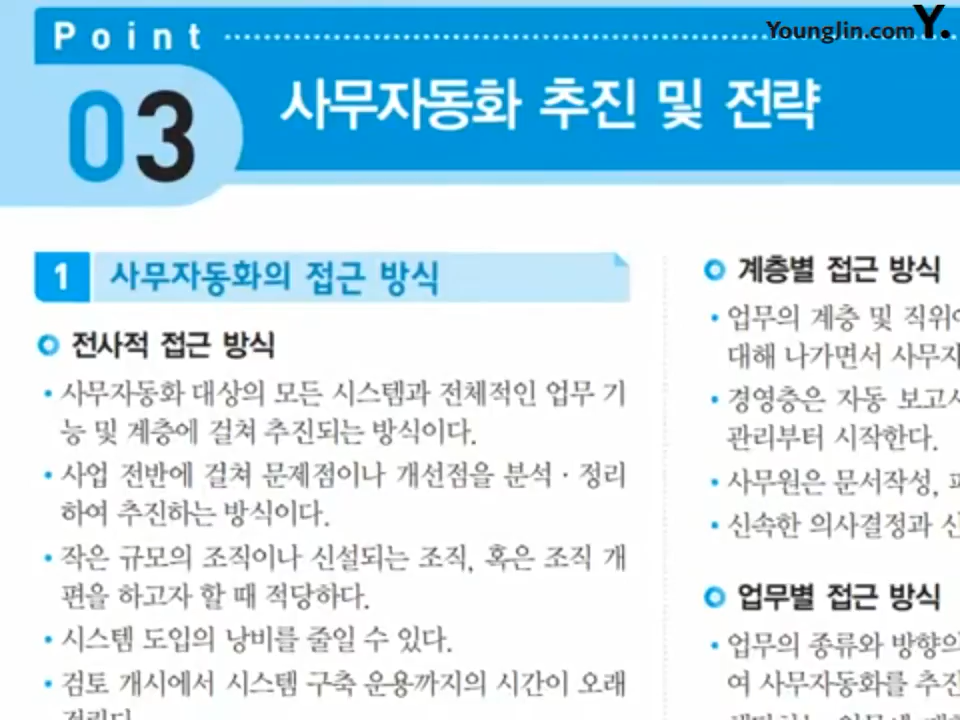 Point
Younglin.com Y.
03
사무자동화 추진 및 전략
1 사무자동화의 접근 방식
전사적 접근 방식
• 사무자동화 대상의 모든 시스템과 전체적인 업무 기
능 및 계층에 걸쳐 추진되는 방식이다.
• 사업 전반에 걸쳐 문제점이나 개선점을 분석 · 정리
하여 추진하는 방식이다.
• 작은 규모의 조직이나 신설되는 조직, 혹은 조직 개
편을 하고자 할 때 적당하다.
• 시스템 도입의 낭비를 줄일 수 있다.
• 검토 개시에서 시스템 구축 운용까지의 시간이 오래
계층별 접근 방식
• 업무의 계층 및 직위에
대해 나가면서 사무자
• 경영층은 자동 보고서
관리부터 시작한다.
• 사무원은 문서작성,
• 신속한 의사결정과 신
업무별 접근 방식
• 업무의 종류와 방향의
여 사무자동화를 추진